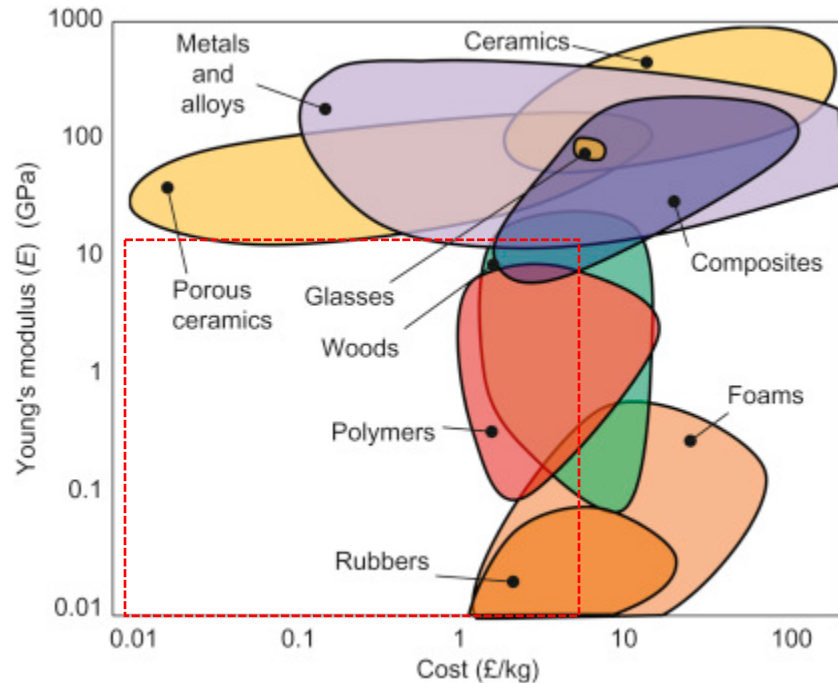 1000
100
10
1
0.1
0.01
Young's modulus (E) (GPa)
Metals
and
alloys
Ceramics
Porous
ceramics
Glasses
Woods
Composites
Polymers
Foams
Rubbers
0.01
0.1
1
10
100
Cost (£/kg)